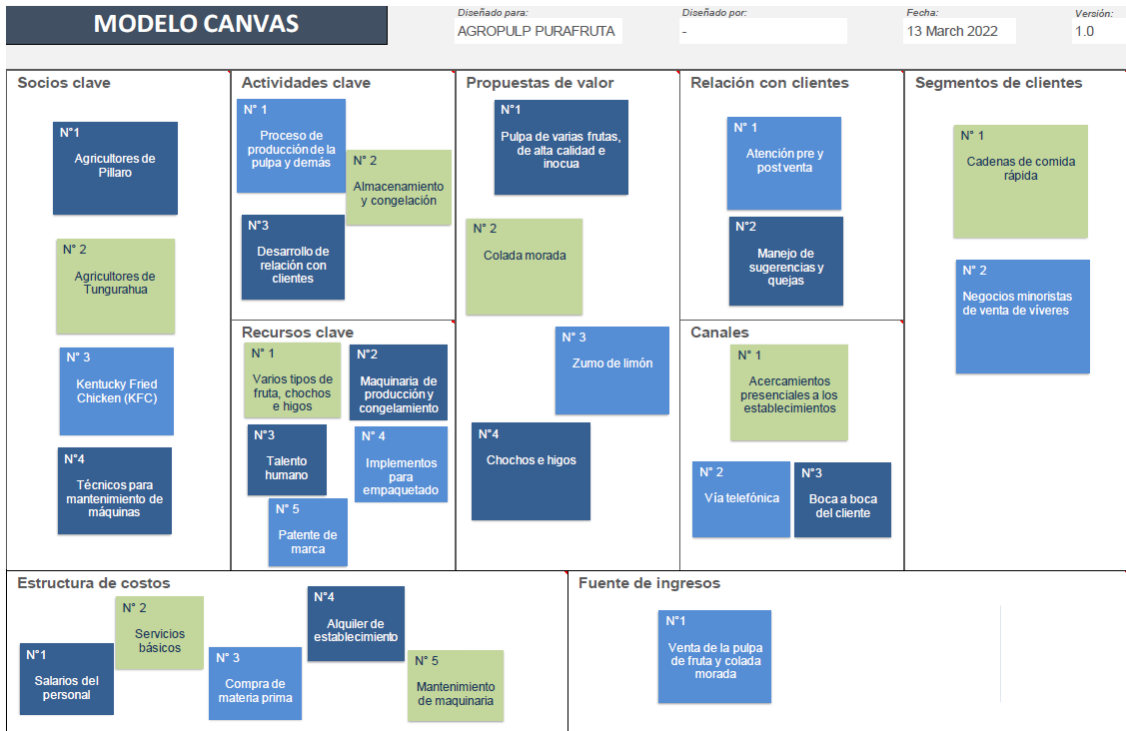 MODELO CANVAS
Diseñado para:
AGROPULP PURAFRUTA
Diseñado por:
-
Fecha:
13 March 2022
Versión:
1.0
Socios clave
N°1
Agricultores de
Pillaro
N° 2
Agricultores de
Tungurahua
N° 3
Kentucky Fried
Chicken (KFC)
N°4
Técnicos para
mantenimiento de
máquinas
Actividades clave
N° 1
Proceso de
producción de la
pulpa y demás
N° 2
Almacenamiento
y congelación
N°3
Desarrollo de
relación con
clientes
Recursos clave
N° 1
Varios tipos de
fruta, chochos
e higos
N°2
Maquinaria de
producción y
congelamiento
N°3
Talento
humano
N° 4
Implementos
para
empaquetado
N° 5
Patente de
marca
Propuestas de valor
N°1
Pulpa de varias frutas,
de alta calidad e
inocua
N° 2
Colada morada
N° 3
Zumo de limón
N°4
Chochos e higos
Relación con clientes
N° 1
Atención pre y
postventa
N°2
Manejo de
sugerencias y
quejas
Canales
N° 1
Acercamientos
presenciales a los
establecimientos
N° 2
Vía telefónica
N°3
Boca a boca
del cliente
Segmentos de clientes
N° 1
Cadenas de comida
rápida
N° 2
Negocios minoristas
de venta de víveres
Estructura de costos
N°1
Salarios del
personal
N° 2
Servicios
básicos
N° 3
Compra de
materia prima
N°4
Alquiler de
establecimiento
N° 5
Mantenimiento
de maquinaria
Fuente de ingresos
N°1
Venta de la pulpa
de fruta y colada
morada